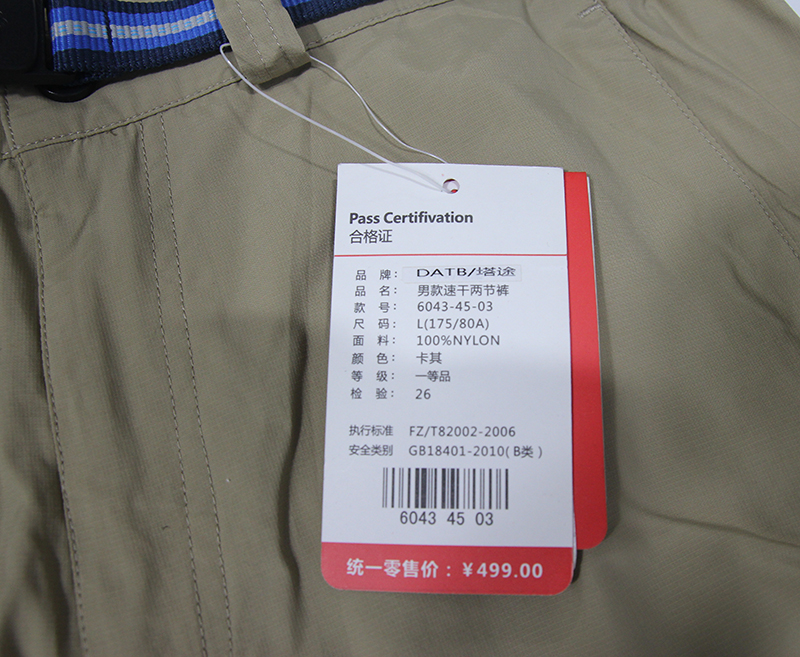 Pass Certifivation
合格证
品 牌： DATB/塔途
品 名： 男款速干两节裤
款 号： 6043-45-03
尺 码： L(175/80A)
面 料： 100%NYLON
颜 色： 卡其
等 级： 一等品
检 验： 26
执行标准 FZ/T82002-2006
安全类别 GB18401-2010(B类)
6043 45 03
统一零售价：￥499.00